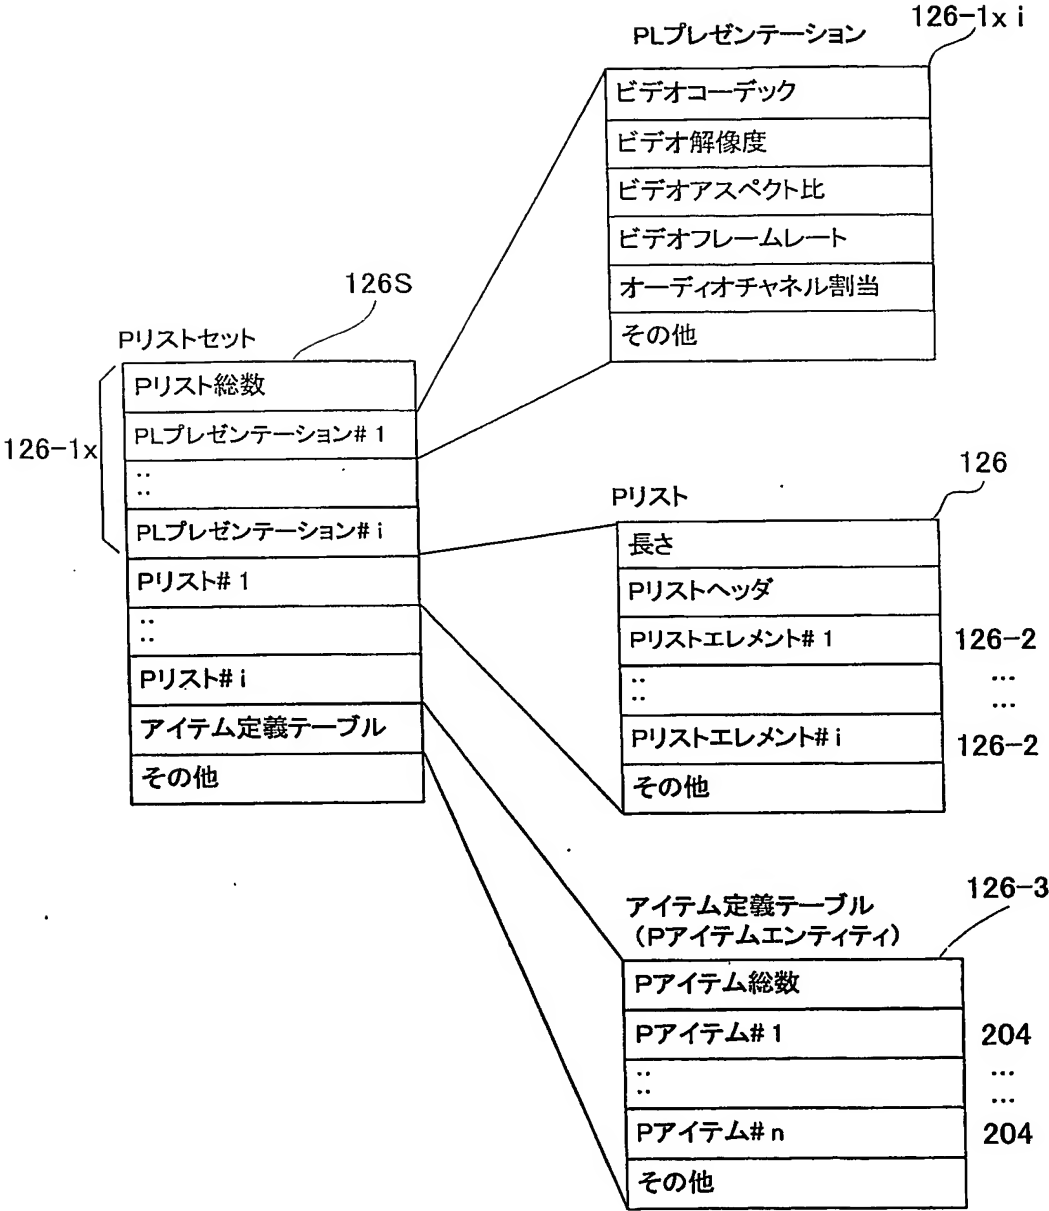 126S
Pリストセット
Pリスト総数
PLプレゼンテーション#1
::
PLプレゼンテーション#i
Pリスト#1
::
Pリスト#i
アイテム定義テーブル
その他
126-1x
PLプレゼンテーション
126-1x i
ビデオコーデック
ビデオ解像度
ビデオアスペクト比
ビデオフレームレート
オーディオチャネル割当
その他
Pリスト
126
長さ
Pリストヘッダ
Pリストエレメント#1
126-2
::
...
...
Pリストエレメント#i
126-2
その他
アイテム定義テーブル
(Pアイテムエンティティ)
126-3
Pアイテム総数
Pアイテム#1
204
::
...
...
Pアイテム#n
204
その他